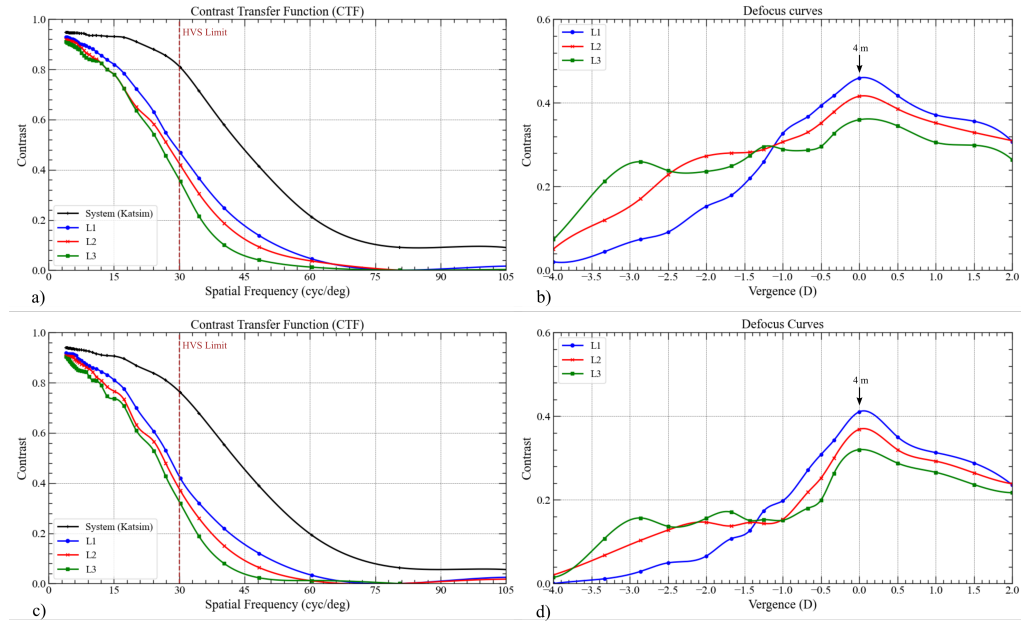 Contrast Transfer Function (CTF)
1.0
0.8
0.6
0.4
0.2
0.0
Contrast
HVS Limit
System (Katsim)
L1
L2
L3
15
30
45
60
75
90
105
Spatial Frequency (cyc/deg)
a)
Defocus curves
0.6
0.4
0.2
0.0
Contrast
L1
L2
L3
4 m
−4.0
−3.5
−3.0
−2.5
−2.0
−1.5
−1.0
−0.5
0.0
0.5
1.0
1.5
2.0
Vergence (D)
b)
Contrast Transfer Function (CTF)
1.0
0.8
0.6
0.4
0.2
0.0
Contrast
HVS Limit
System (Katsim)
L1
L2
L3
15
30
45
60
75
90
105
Spatial Frequency (cyc/deg)
c)
Defocus Curves
0.6
0.4
0.2
0.0
Contrast
L1
L2
L3
4 m
−4.0
−3.5
−3.0
−2.5
−2.0
−1.5
−1.0
−0.5
0.0
0.5
1.0
1.5
2.0
Vergence (D)
d)